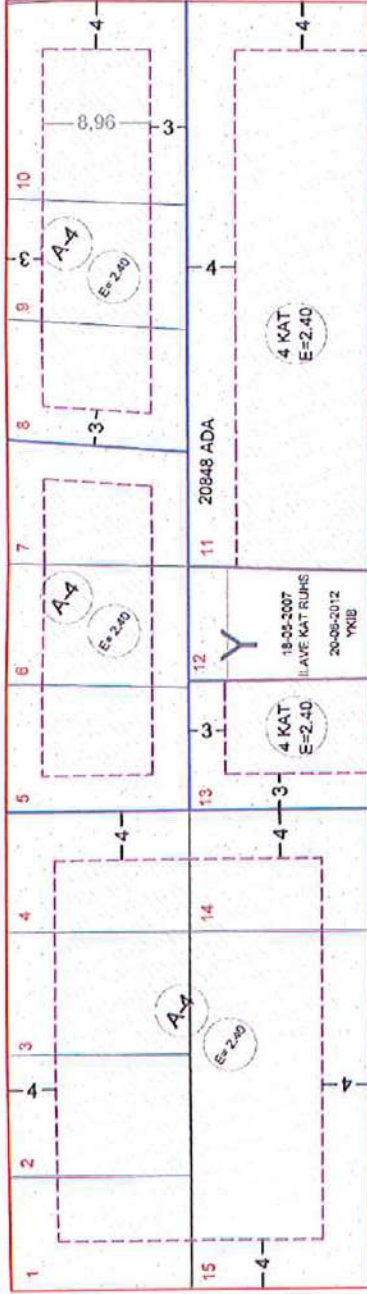 1
2
3
4
5
6
7
8
9
10
4
A-4
E=2.40
4
A-4
E=2.40
3
3
A-4
E=2.40
8,96
4
3
15
14
4
4
4
13
3
4 KAT
E=2.40
3
12
Y
18-05-2007
İLAVE KAT RUHS
20-06-2012
YKİB
11
20848 ADA
4
4 KAT
E=2.40